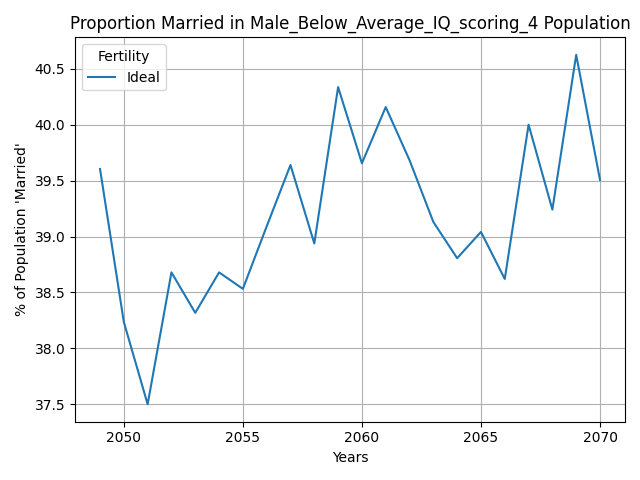 Proportion Married in Male_Below_Average_IQ_scoring_4 Population
Fertility
Ideal
% of Population 'Married'
40.5
40.0
39.5
39.0
38.5
38.0
37.5
2050
2055
2060
2065
2070
Years